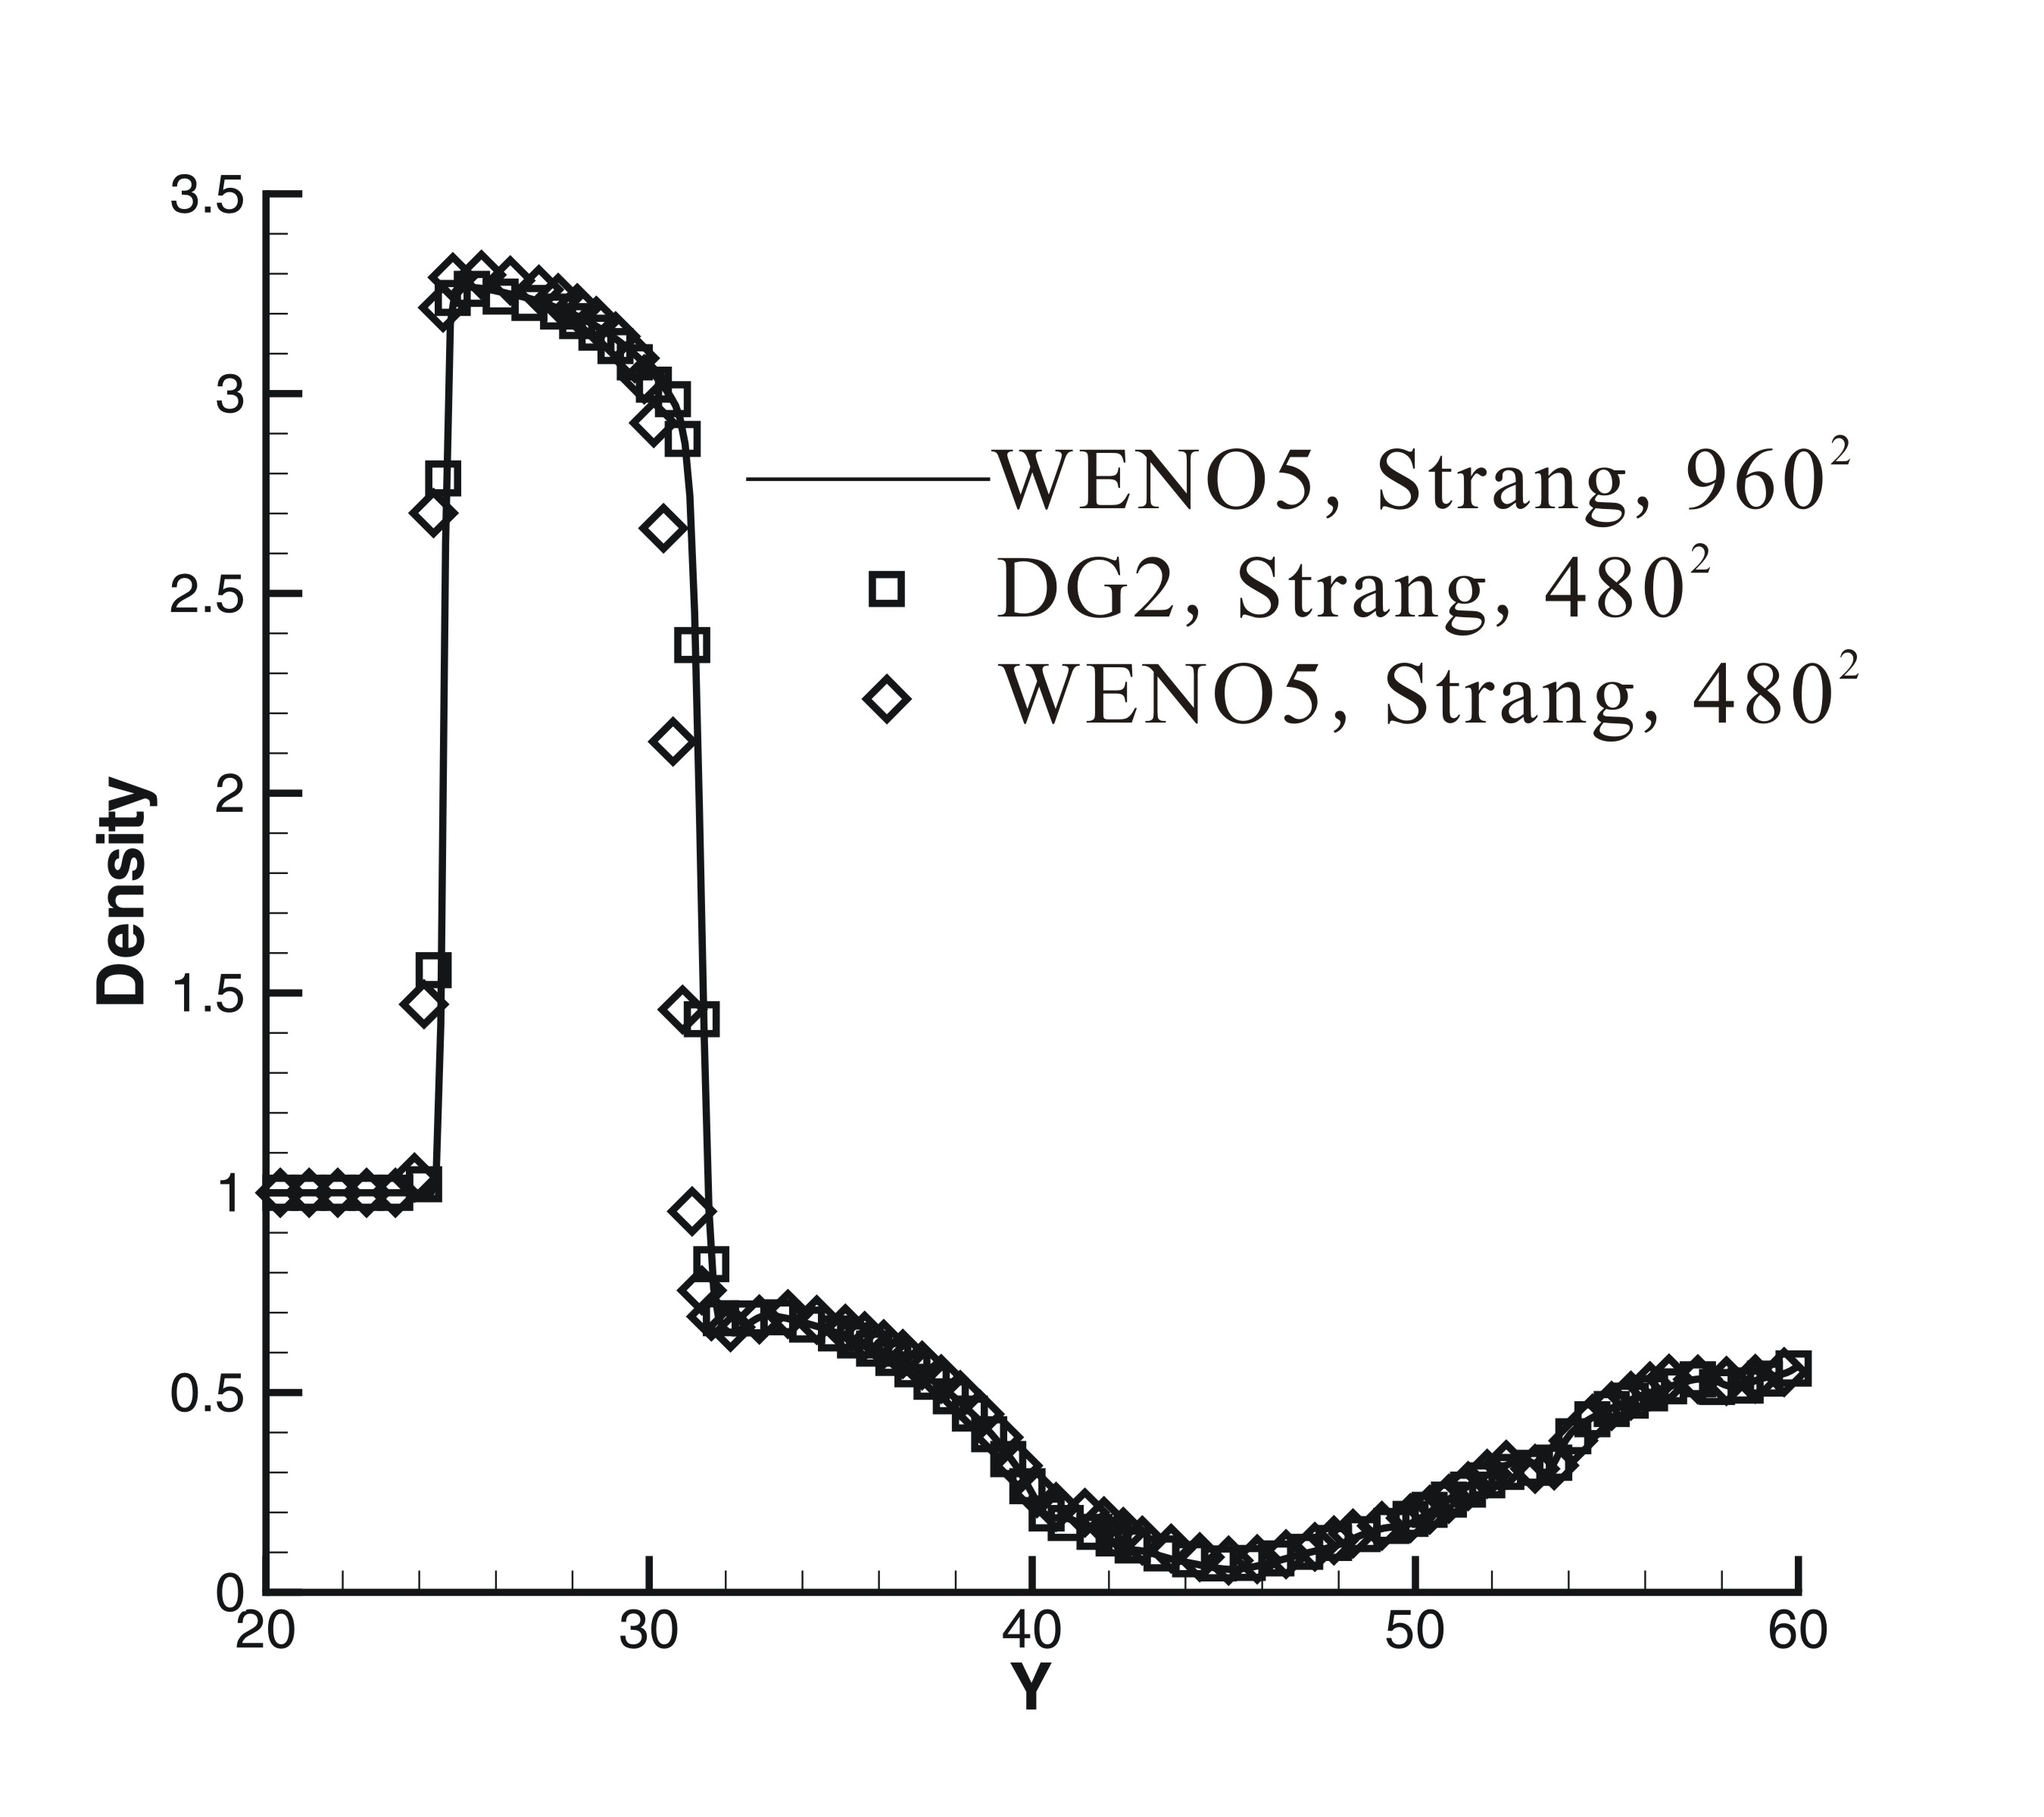 3.5
3
WENO5, Strang, 960²
DG2, Strang, 480²
2.5
WENO5, Strang, 480²
2
Density
1.5
1
0.5
0
20 30 40 50 60
Y